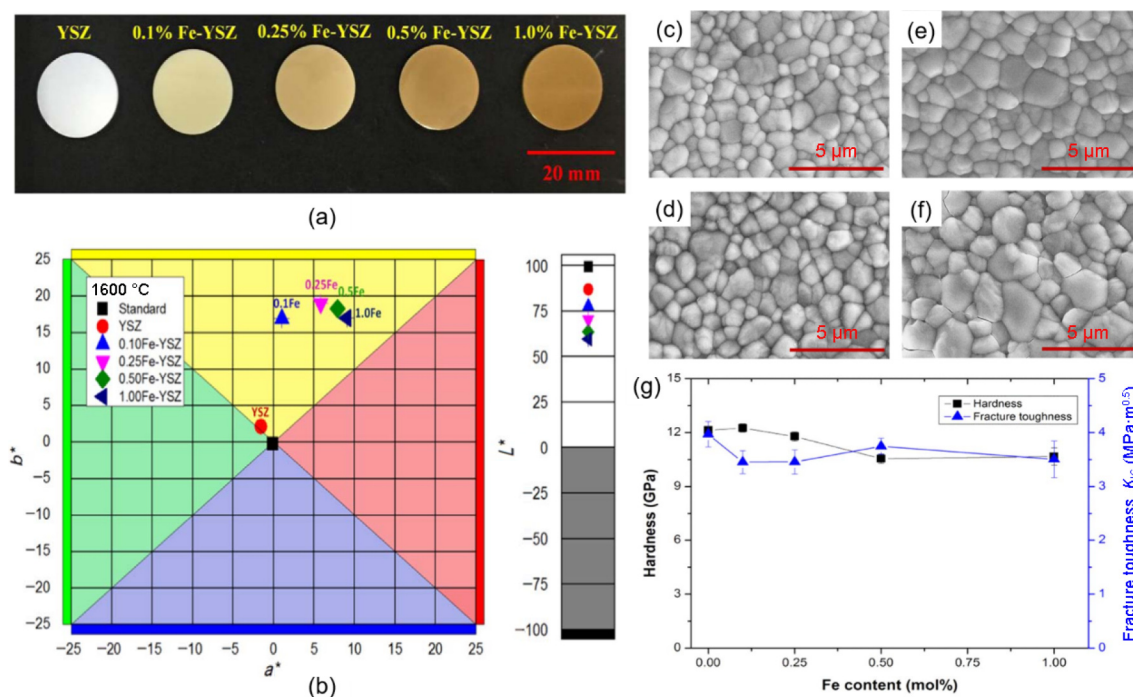 YSZ 0.1% Fe-YSZ 0.25% Fe-YSZ 0.5% Fe-YSZ 1.0% Fe-YSZ
20 mm
(a)
25
20
15
10
5
0
−5
−10
−15
−20
−25
b*
1600 °C
Standard
YSZ
0.10Fe-YSZ
0.25Fe-YSZ
0.50Fe-YSZ
1.00Fe-YSZ
0.1Fe
0.25Fe
0.5Fe
1.0Fe
YSZ
−25 −20 −15 −10 −5 0 5 10 15 20 25
a*
100
75
50
25
0
−25
−50
−75
−100
L*
(b)
(c)
5 μm
(e)
5 μm
(d)
5 μm
(f)
5 μm
(g)
15
12
9
6
3
0
Hardness (GPa)
Hardness
Fracture toughness
5
4
3
2
1
0
Fracture toughness, (MPa·m0.5)
0.00 0.25 0.50 0.75 1.00
Fe content (mol%)